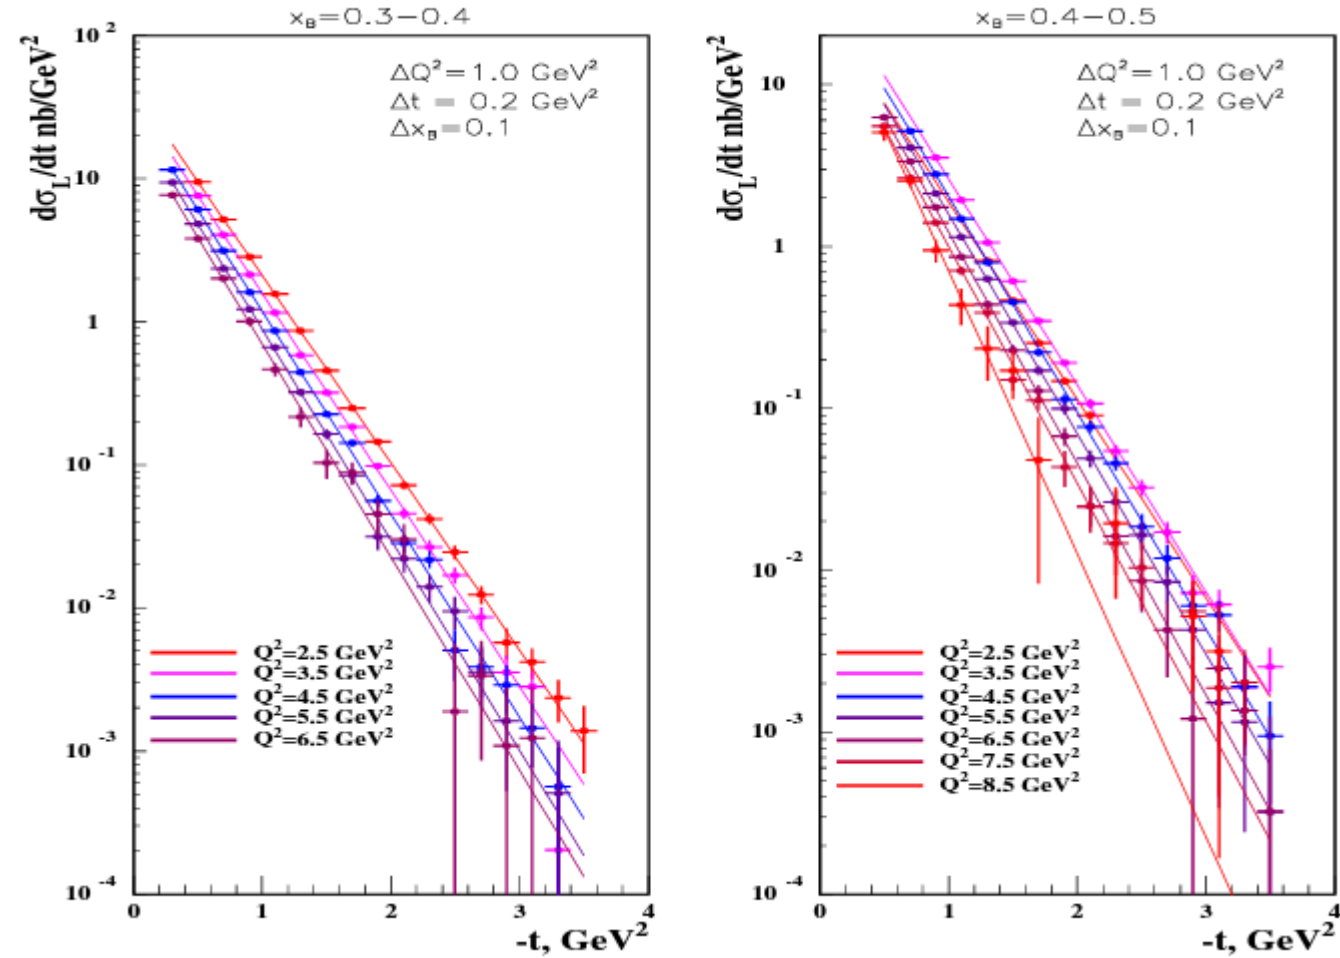 x_B=0.3−0.4
dσ_L/dt nb/GeV²
ΔQ²=1.0 GeV²
Δt = 0.2 GeV²
Δx_B=0.1
10²
10
1
10⁻¹
10⁻²
10⁻³
10⁻⁴
Q²=2.5 GeV²
Q²=3.5 GeV²
Q²=4.5 GeV²
Q²=5.5 GeV²
Q²=6.5 GeV²
0 1 2 3 4
-t, GeV²
x_B=0.4−0.5
dσ_L/dt nb/GeV²
ΔQ²=1.0 GeV²
Δt = 0.2 GeV²
Δx_B=0.1
10
1
10⁻¹
10⁻²
10⁻³
10⁻⁴
Q²=2.5 GeV²
Q²=3.5 GeV²
Q²=4.5 GeV²
Q²=5.5 GeV²
Q²=6.5 GeV²
Q²=7.5 GeV²
Q²=8.5 GeV²
0 1 2 3 4
-t, GeV²